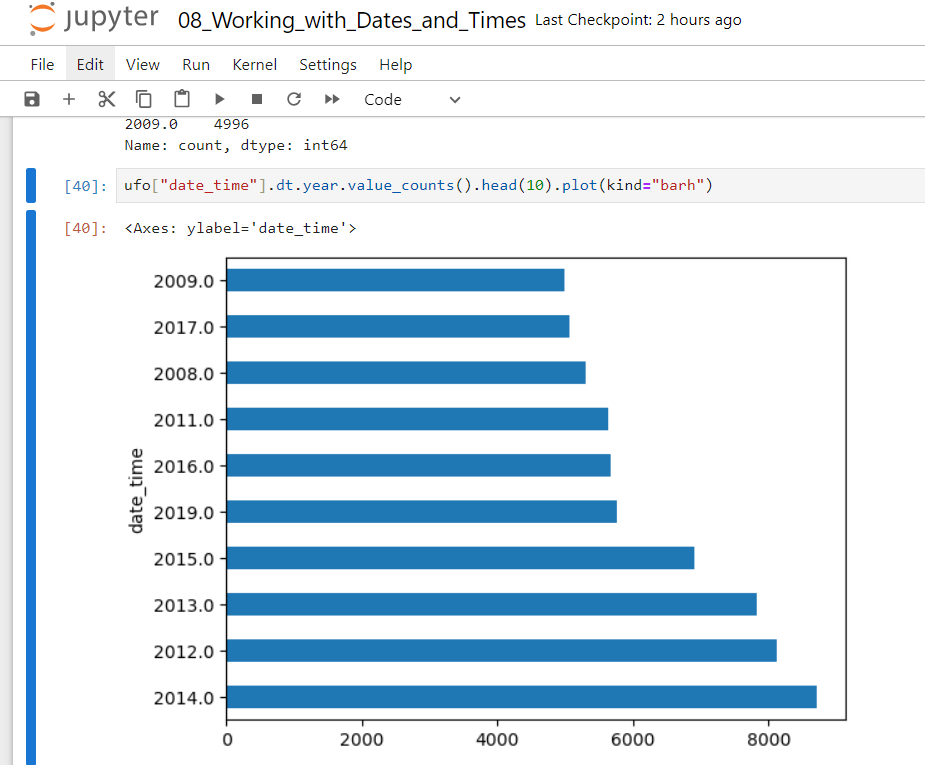 jupyter 08_Working_with_Dates_and_Times Last Checkpoint: 2 hours ago
File Edit View Run Kernel Settings Help
Code
2009.0    4996
Name: count, dtype: int64
[40]: ufo["date_time"].dt.year.value_counts().head(10).plot(kind="barh")
[40]: <Axes: ylabel='date_time'>
date_time
2009.0
2017.0
2008.0
2011.0
2016.0
2019.0
2015.0
2013.0
2012.0
2014.0
0 2000 4000 6000 8000